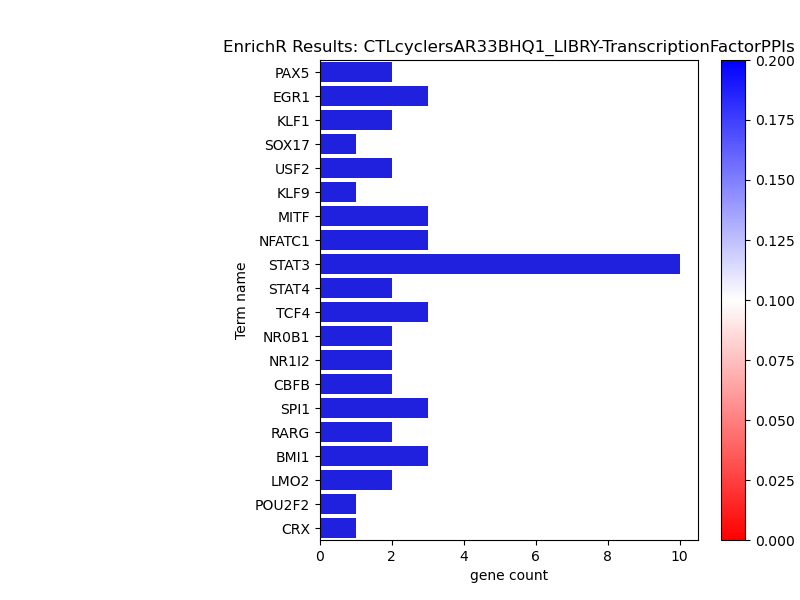 EnrichR Results: CTLcyclersAR33BHQ1_LIBRY-TranscriptionFactorPPIs
PAX5
EGR1
KLF1
SOX17
USF2
KLF9
MITF
NFATC1
STAT3
STAT4
TCF4
NR0B1
NR1I2
CBFB
SPI1
RARG
BMI1
LMO2
POU2F2
CRX
Term name
0 2 4 6 8 10
gene count
0.200
0.175
0.150
0.125
0.100
0.075
0.050
0.025
0.000